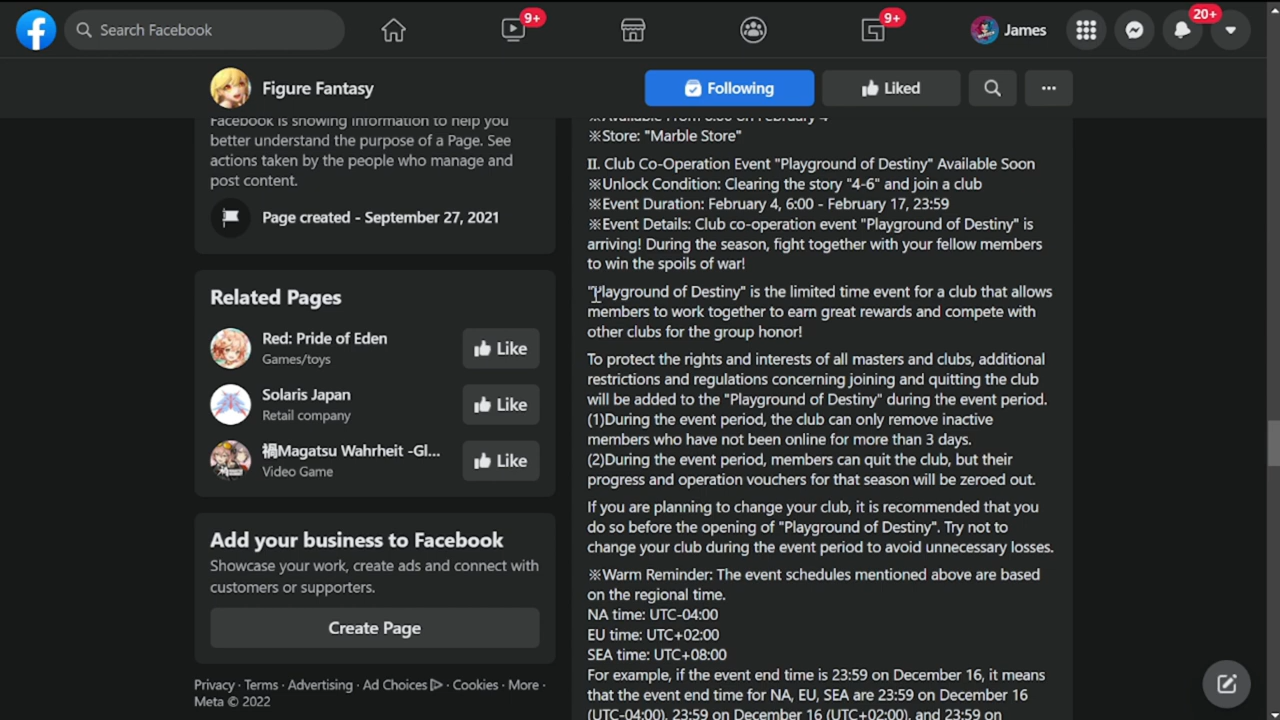 Search Facebook
9+
9+
James
20+
Figure Fantasy
Following
Liked
Facebook is showing information to help you
better understand the purpose of a Page. See
actions taken by the people who manage and
post content.
Page created - September 27, 2021
Related Pages
Red: Pride of Eden
Games/toys
Like
Solaris Japan
Retail company
Like
禍Magatsu Wahrheit -Gl...
Video Game
Like
Add your business to Facebook
Showcase your work, create ads and connect with
customers or supporters.
Create Page
Privacy · Terms · Advertising · Ad Choices · Cookies · More ·
Meta © 2022
※Available From 6:00 on February 4
※Store: "Marble Store"
II. Club Co-Operation Event "Playground of Destiny" Available Soon
※Unlock Condition: Clearing the story "4-6" and join a club
※Event Duration: February 4, 6:00 - February 17, 23:59
※Event Details: Club co-operation event "Playground of Destiny" is
arriving! During the season, fight together with your fellow members
to win the spoils of war!
"Playground of Destiny" is the limited time event for a club that allows
members to work together to earn great rewards and compete with
other clubs for the group honor!
To protect the rights and interests of all masters and clubs, additional
restrictions and regulations concerning joining and quitting the club
will be added to the "Playground of Destiny" during the event period.
(1)During the event period, the club can only remove inactive
members who have not been online for more than 3 days.
(2)During the event period, members can quit the club, but their
progress and operation vouchers for that season will be zeroed out.
If you are planning to change your club, it is recommended that you
do so before the opening of "Playground of Destiny". Try not to
change your club during the event period to avoid unnecessary losses.
※Warm Reminder: The event schedules mentioned above are based
on the regional time.
NA time: UTC-04:00
EU time: UTC+02:00
SEA time: UTC+08:00
For example, if the event end time is 23:59 on December 16, it means
that the event end time for NA, EU, SEA are 23:59 on December 16
(UTC-04:00), 23:59 on December 16 (UTC+02:00), and 23:59 on